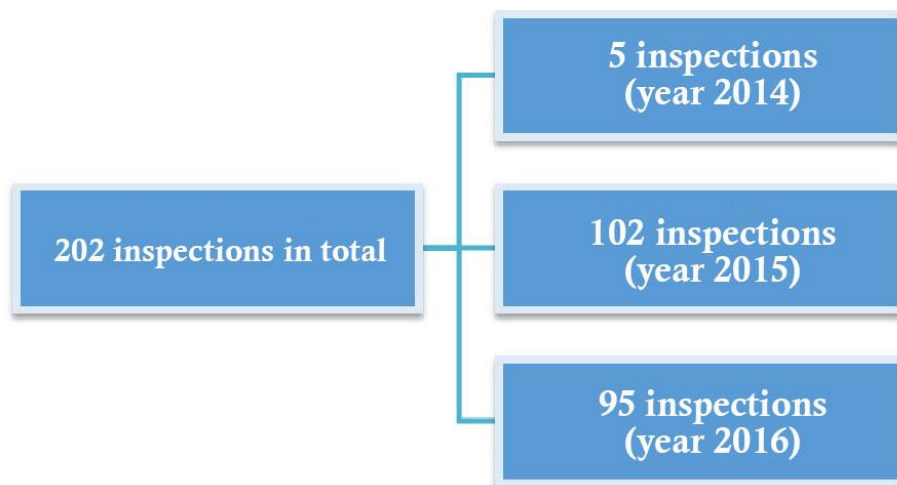 202 inspections in total
5 inspections
(year 2014)
102 inspections
(year 2015)
95 inspections
(year 2016)